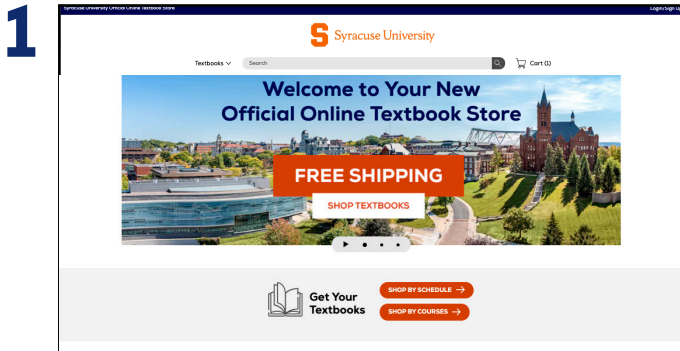 1
Syracuse University Official Online Textbook Store
Login/Sign Up
S Syracuse University
Textbooks
Search
Cart (1)
Welcome to Your New
Official Online Textbook Store
FREE SHIPPING
SHOP TEXTBOOKS
Get Your
Textbooks
SHOP BY SCHEDULE →
SHOP BY COURSES →